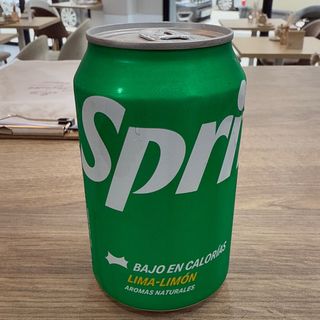 Spri
BAJO EN CALORÍAS
LIMA-LIMÓN
AROMAS NATURALES